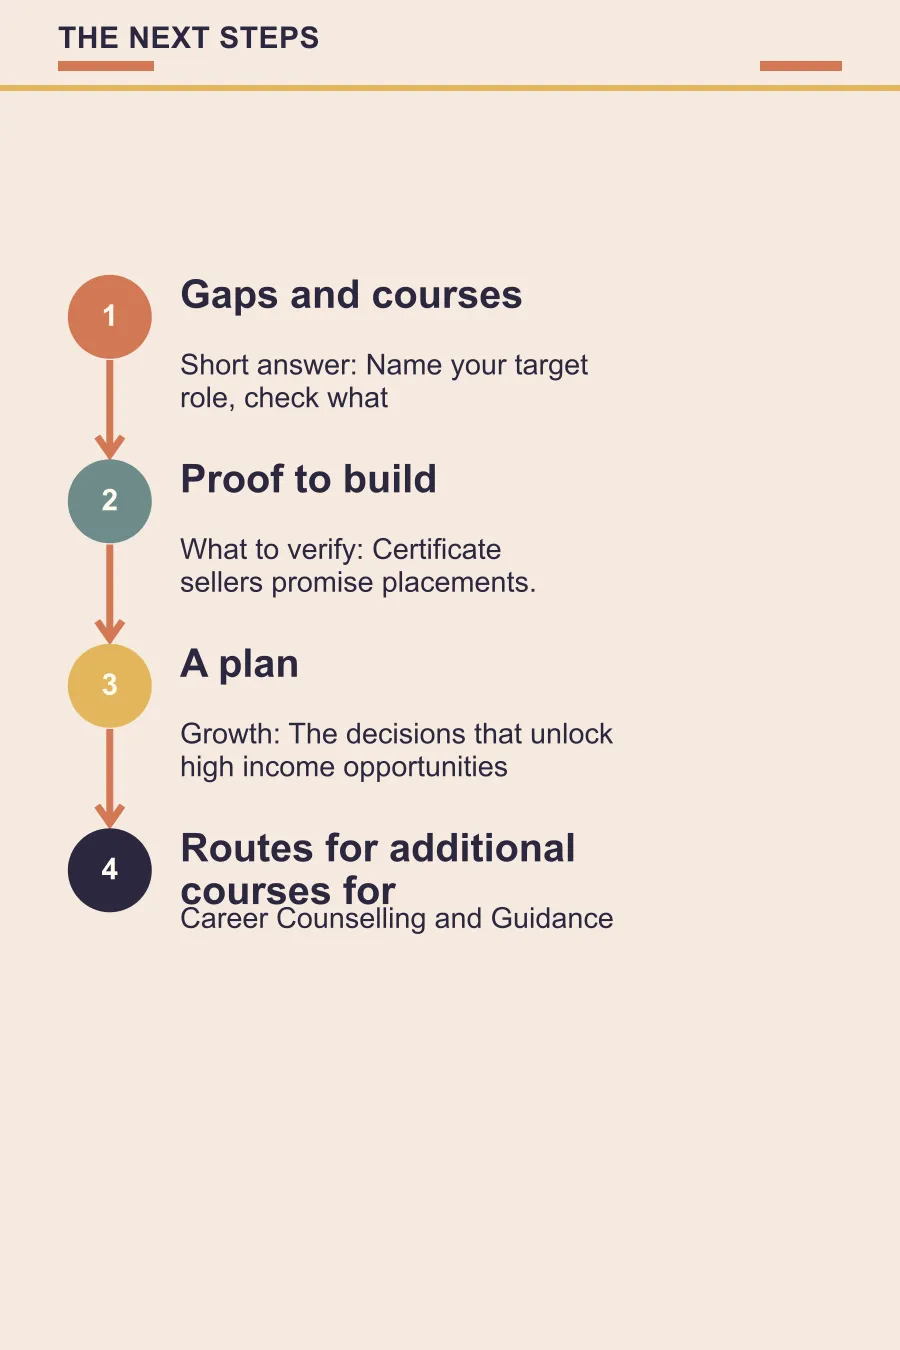 THE NEXT STEPS
1
Gaps and courses
Short answer: Name your target
role, check what
2
Proof to build
What to verify: Certificate
sellers promise placements.
3
A plan
Growth: The decisions that unlock
high income opportunities
4
Routes for additional
courses for
Career Counselling and Guidance